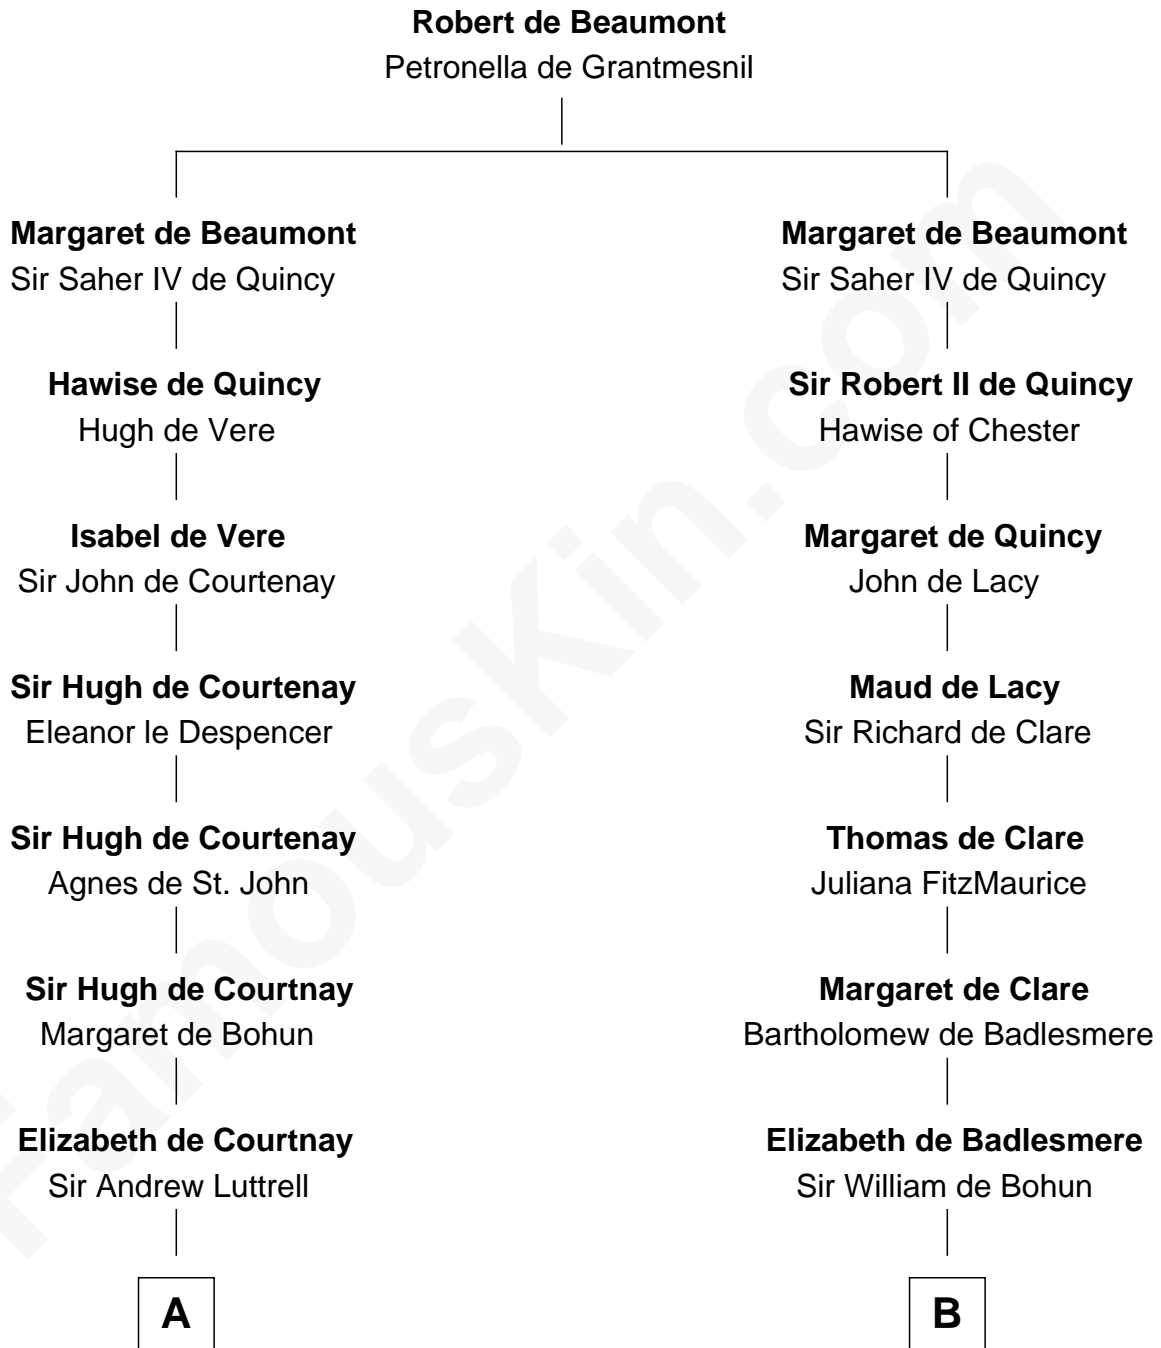 Robert de Beaumont
Petronella de Grantmesnil
Margaret de Beaumont
Sir Saher IV de Quincy
Hawise de Quincy
Hugh de Vere
Isabel de Vere
Sir John de Courtenay
Sir Hugh de Courtenay
Eleanor le Despencer
Sir Hugh de Courtenay
Agnes de St. John
Sir Hugh de Courtnay
Margaret de Bohun
Elizabeth de Courtnay
Sir Andrew Luttrell
A
Margaret de Beaumont
Sir Saher IV de Quincy
Sir Robert II de Quincy
Hawise of Chester
Margaret de Quincy
John de Lacy
Maud de Lacy
Sir Richard de Clare
Thomas de Clare
Juliana FitzMaurice
Margaret de Clare
Bartholomew de Badlesmere
Elizabeth de Badlesmere
Sir William de Bohun
B
FamousKin.com